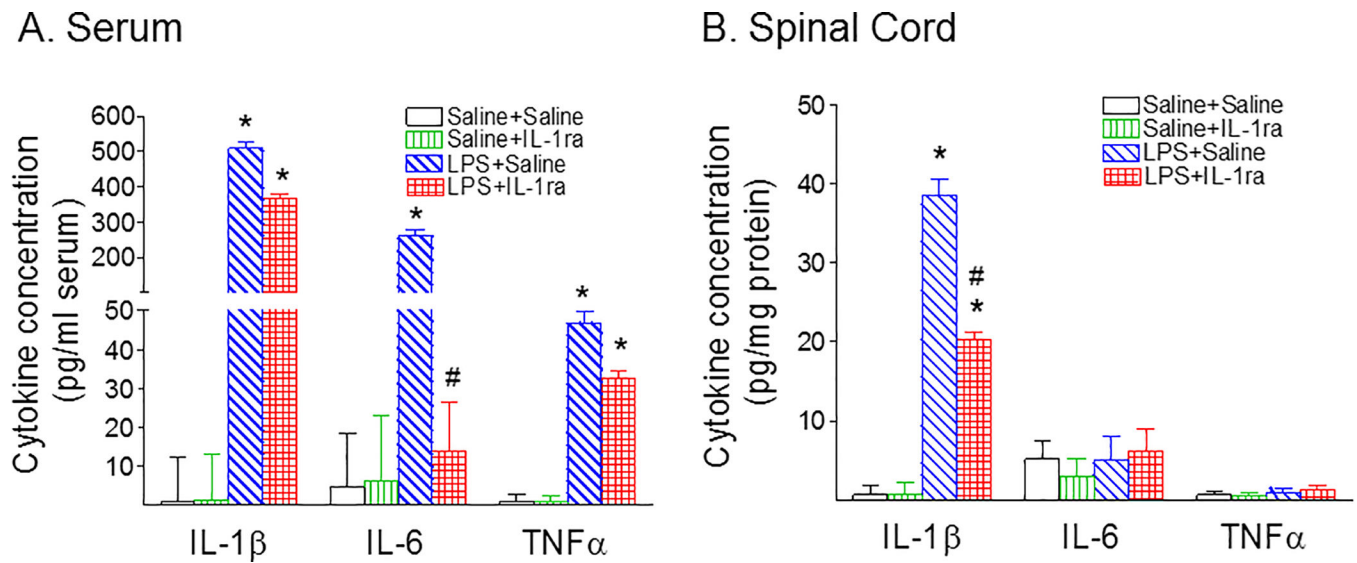 A. Serum
Cytokine concentration
(pg/ml serum)
600
500
400
300
200
50
40
30
20
10
Saline+Saline
Saline+IL-1ra
LPS+Saline
LPS+IL-1ra
*
*
*
#
*
*
IL-1β
IL-6
TNFα
B. Spinal Cord
Cytokine concentration
(pg/mg protein)
50
40
30
20
10
Saline+Saline
Saline+IL-1ra
LPS+Saline
LPS+IL-1ra
*
#
*
IL-1β
IL-6
TNFα